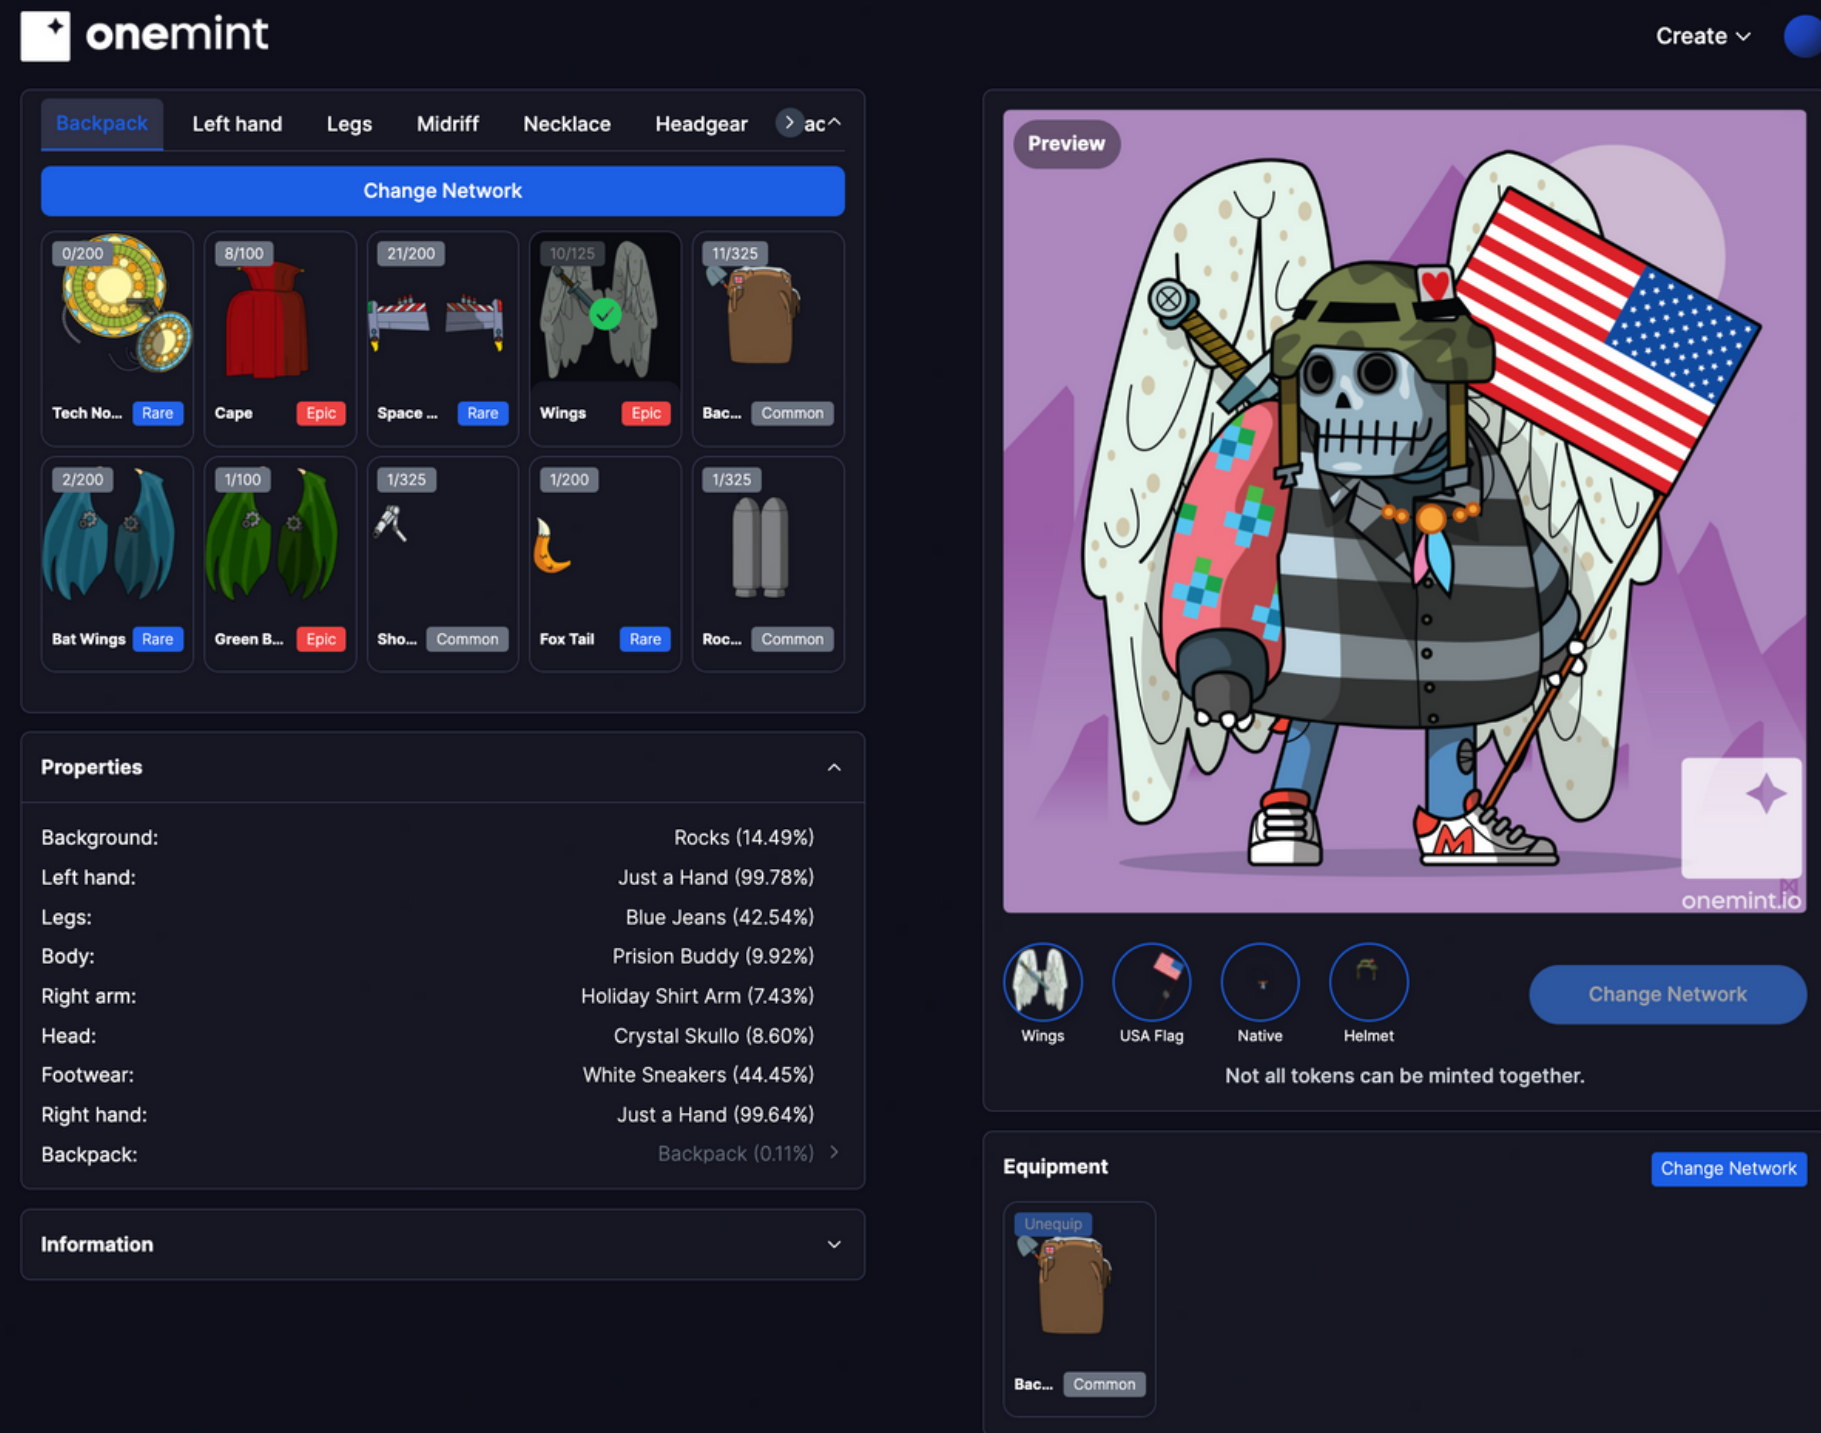 onemint
Create
Backpack Left hand Legs Midriff Necklace Headgear ac
Change Network
0/200 8/100 21/200 10/125 11/325
Tech No... Rare Cape Epic Space ... Rare Wings Epic Bac... Common
2/200 1/100 1/325 1/200 1/325
Bat Wings Rare Green B... Epic Sho... Common Fox Tail Rare Roc... Common
Properties
Background: Rocks (14.49%)
Left hand: Just a Hand (99.78%)
Legs: Blue Jeans (42.54%)
Body: Prision Buddy (9.92%)
Right arm: Holiday Shirt Arm (7.43%)
Head: Crystal Skullo (8.60%)
Footwear: White Sneakers (44.45%)
Right hand: Just a Hand (99.64%)
Backpack: Backpack (0.11%)
Information
Preview
M
onemint.io
Wings USA Flag Native Helmet
Change Network
Not all tokens can be minted together.
Equipment
Change Network
Unequip
Bac... Common